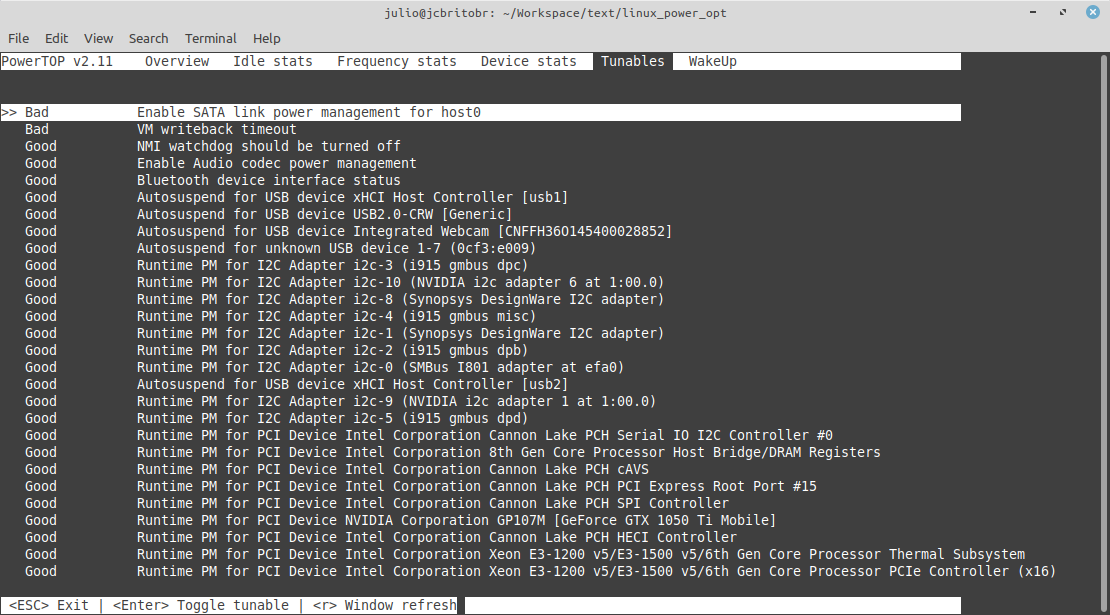 julio@jcbritobr: ~/Workspace/text/linux_power_opt
File Edit View Search Terminal Help
PowerTOP v2.11 Overview Idle stats Frequency stats Device stats Tunables WakeUp
>> Bad Enable SATA link power management for host0
Bad VM writeback timeout
Good NMI watchdog should be turned off
Good Enable Audio codec power management
Good Bluetooth device interface status
Good Autosuspend for USB device xHCI Host Controller [usb1]
Good Autosuspend for USB device USB2.0-CRW [Generic]
Good Autosuspend for USB device Integrated Webcam [CNFFH36O145400028852]
Good Autosuspend for unknown USB device 1-7 (0cf3:e009)
Good Runtime PM for I2C Adapter i2c-3 (i915 gmbus dpc)
Good Runtime PM for I2C Adapter i2c-10 (NVIDIA i2c adapter 6 at 1:00.0)
Good Runtime PM for I2C Adapter i2c-8 (Synopsys DesignWare I2C adapter)
Good Runtime PM for I2C Adapter i2c-4 (i915 gmbus misc)
Good Runtime PM for I2C Adapter i2c-1 (Synopsys DesignWare I2C adapter)
Good Runtime PM for I2C Adapter i2c-2 (i915 gmbus dpb)
Good Runtime PM for I2C Adapter i2c-0 (SMBus I801 adapter at efa0)
Good Autosuspend for USB device xHCI Host Controller [usb2]
Good Runtime PM for I2C Adapter i2c-9 (NVIDIA i2c adapter 1 at 1:00.0)
Good Runtime PM for I2C Adapter i2c-5 (i915 gmbus dpd)
Good Runtime PM for PCI Device Intel Corporation Cannon Lake PCH Serial IO I2C Controller #0
Good Runtime PM for PCI Device Intel Corporation 8th Gen Core Processor Host Bridge/DRAM Registers
Good Runtime PM for PCI Device Intel Corporation Cannon Lake PCH cAVS
Good Runtime PM for PCI Device Intel Corporation Cannon Lake PCH PCI Express Root Port #15
Good Runtime PM for PCI Device Intel Corporation Cannon Lake PCH SPI Controller
Good Runtime PM for PCI Device NVIDIA Corporation GP107M [GeForce GTX 1050 Ti Mobile]
Good Runtime PM for PCI Device Intel Corporation Cannon Lake PCH HECI Controller
Good Runtime PM for PCI Device Intel Corporation Xeon E3-1200 v5/E3-1500 v5/6th Gen Core Processor Thermal Subsystem
Good Runtime PM for PCI Device Intel Corporation Xeon E3-1200 v5/E3-1500 v5/6th Gen Core Processor PCIe Controller (x16)
<ESC> Exit | <Enter> Toggle tunable | <r> Window refresh